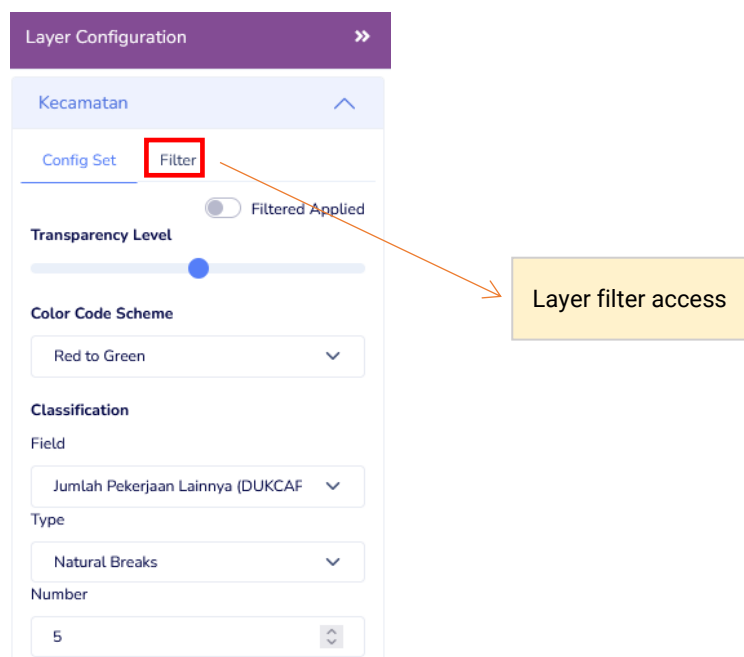 Layer Configuration
Kecamatan
Config Set Filter
Filtered Applied
Transparency Level
Layer filter access
Color Code Scheme
Red to Green
Classification
Field
Jumlah Pekerjaan Lainnya (DUKCAP
Type
Natural Breaks
Number
5